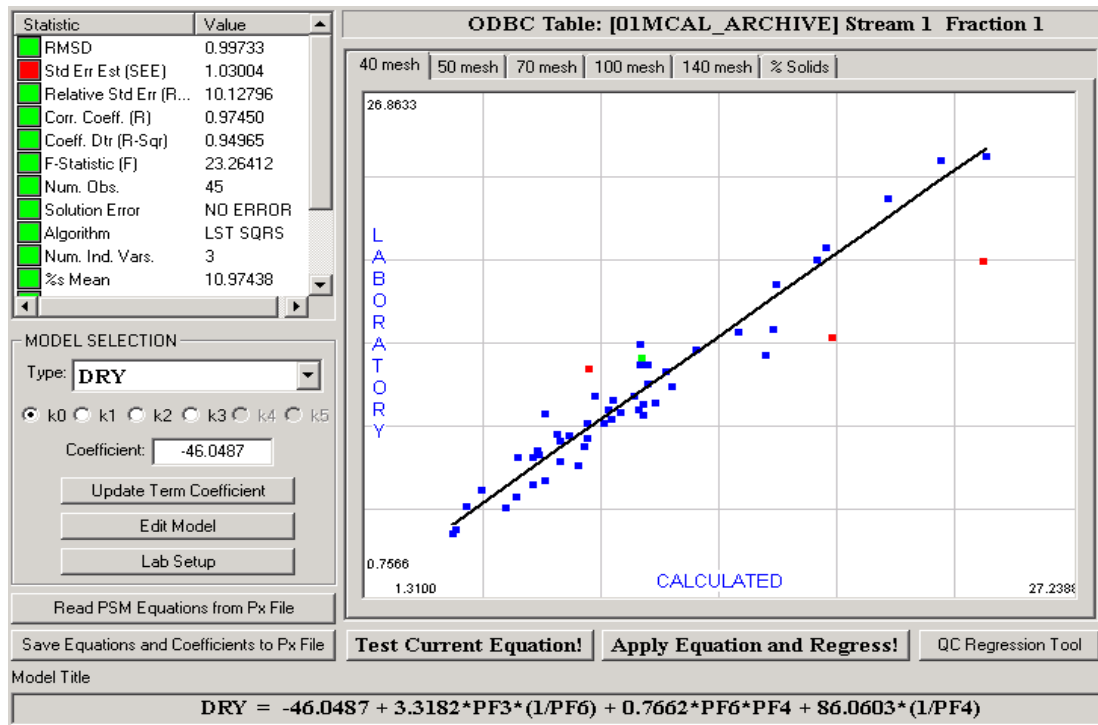 Statistic Value
RMSD 0.99733
Std Err Est (SEE) 1.03004
Relative Std Err (R... 10.12796
Corr. Coeff. (R) 0.97450
Coeff. Dtr (R-Sqr) 0.94965
F-Statistic (F) 23.26412
Num. Obs. 45
Solution Error NO ERROR
Algorithm LST SQRS
Num. Ind. Vars. 3
%s Mean 10.97438
MODEL SELECTION
Type: DRY
k0 k1 k2 k3 k4 k5
Coefficient: -46.0487
Update Term Coefficient
Edit Model
Lab Setup
Read PSM Equations from Px File
Save Equations and Coefficients to Px File
ODBC Table: [01MCAL_ARCHIVE] Stream 1 Fraction 1
40 mesh 50 mesh 70 mesh 100 mesh 140 mesh % Solids
26.8633
LABORATORY
0.7566
1.3100 CALCULATED 27.2388
Test Current Equation! Apply Equation and Regress! QC Regression Tool
Model Title
DRY = -46.0487 + 3.3182*PF3*(1/PF6) + 0.7662*PF6*PF4 + 86.0603*(1/PF4)